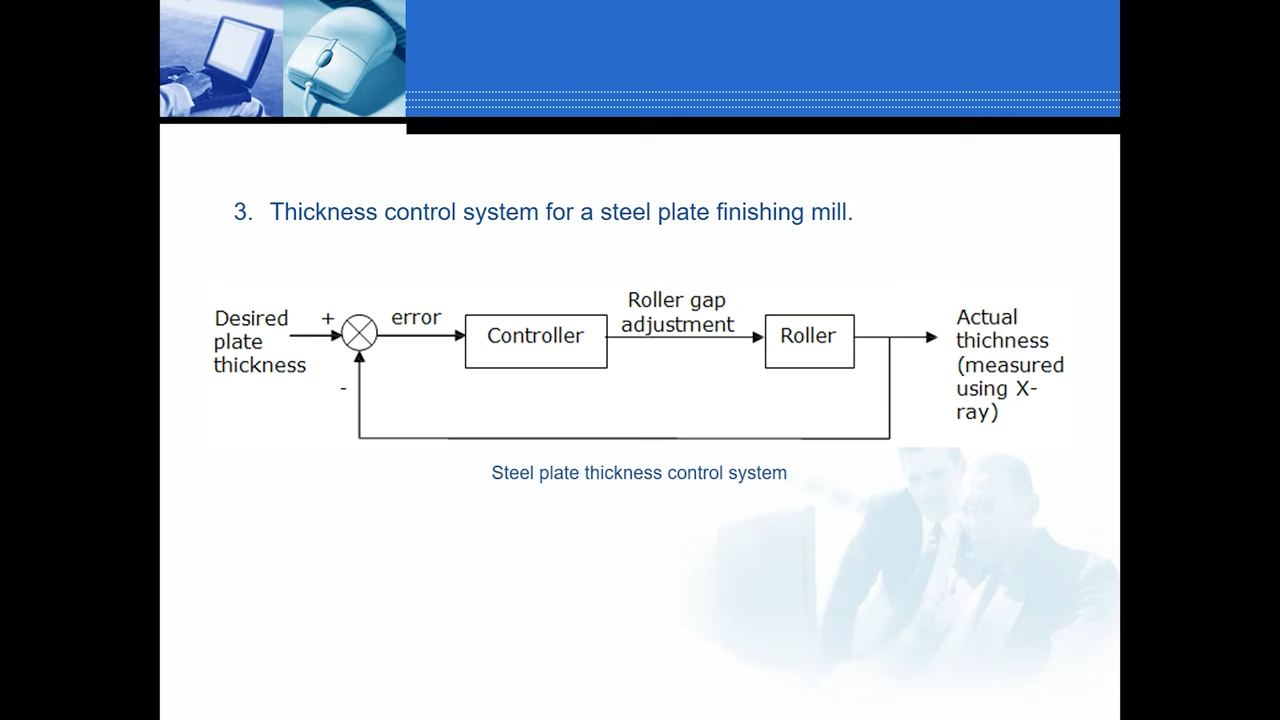 3. Thickness control system for a steel plate finishing mill.
Desired
plate
thickness
+
-
error
Controller
Roller gap
adjustment
Roller
Actual
thichness
(measured
using X-
ray)
Steel plate thickness control system